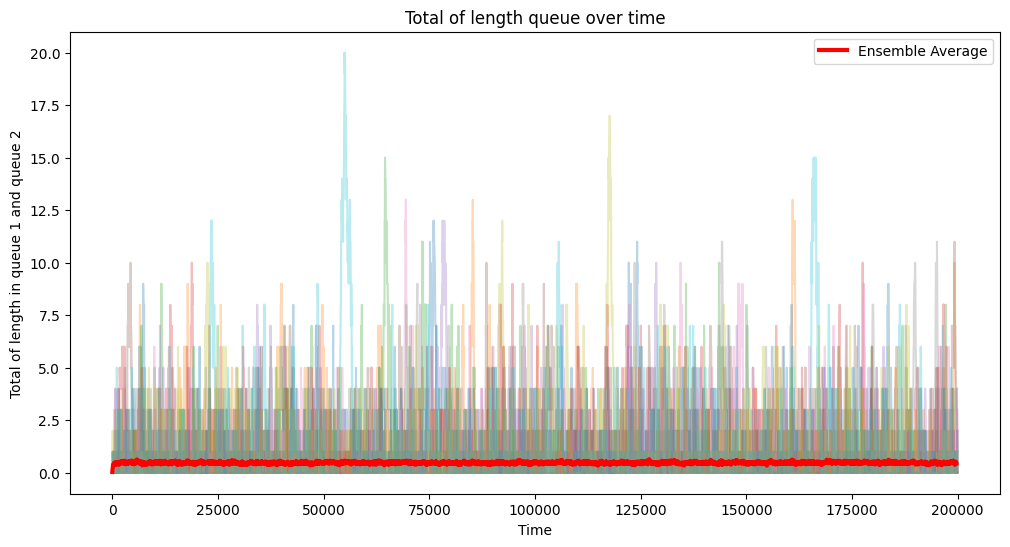 Total of length queue over time
Ensemble Average
Total of length in queue 1 and queue 2
20.0
17.5
15.0
12.5
10.0
7.5
5.0
2.5
0.0
0 25000 50000 75000 100000 125000 150000 175000 200000
Time